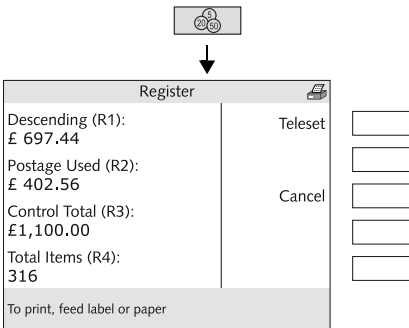 5
20 50
Register
Descending (R1):
£ 697.44
Teleset
Postage Used (R2):
£ 402.56
Cancel
Control Total (R3):
£1,100.00
Total Items (R4):
316
To print, feed label or paper